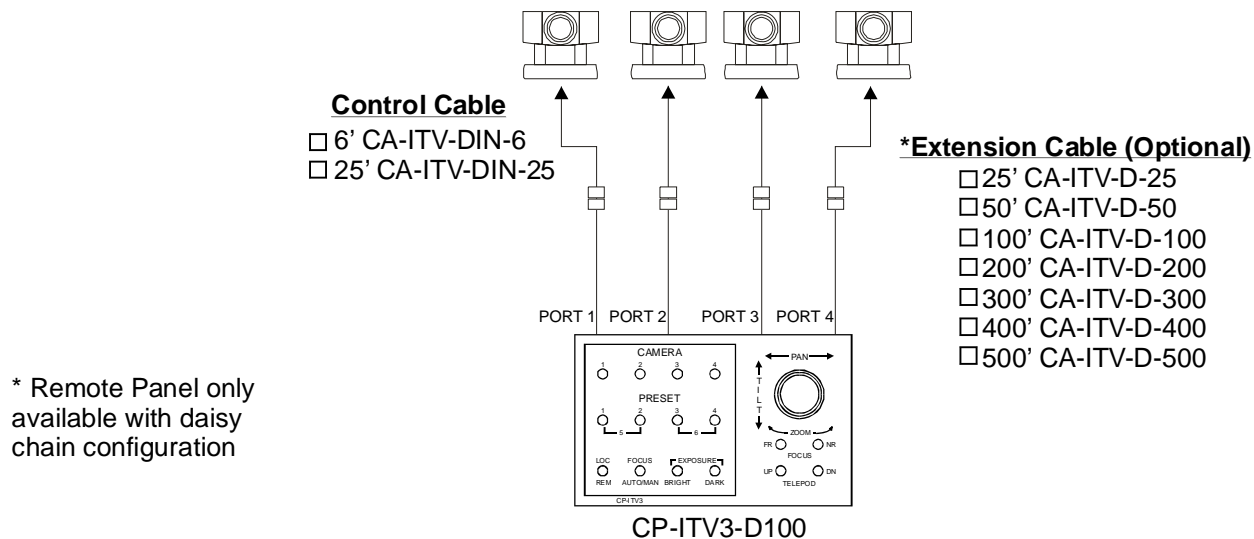 Control Cable
6’ CA-ITV-DIN-6
25’ CA-ITV-DIN-25
*Extension Cable (Optional)
25’ CA-ITV-D-25
50’ CA-ITV-D-50
100’ CA-ITV-D-100
200’ CA-ITV-D-200
300’ CA-ITV-D-300
400’ CA-ITV-D-400
500’ CA-ITV-D-500
* Remote Panel only
available with daisy
chain configuration
PORT 1 PORT 2 PORT 3 PORT 4
CAMERA
1 2 3 4
PRESET
1 2 3 4
5 6
LOC FOCUS EXPOSURE
REM AUTO/MAN BRIGHT DARK
CP-ITV3
PAN
TILT
ZOOM
FR NR
FOCUS
UP DN
TELEPOD
CP-ITV3-D100